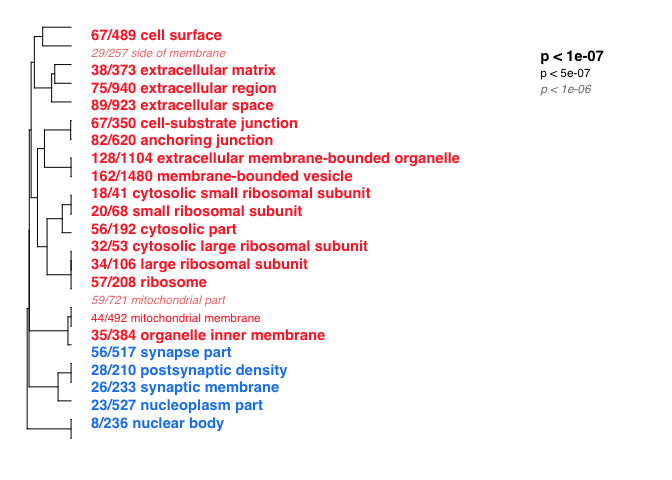 67/489 cell surface
29/257 side of membrane
38/373 extracellular matrix
75/940 extracellular region
89/923 extracellular space
67/350 cell-substrate junction
82/620 anchoring junction
128/1104 extracellular membrane-bounded organelle
162/1480 membrane-bounded vesicle
18/41 cytosolic small ribosomal subunit
20/68 small ribosomal subunit
56/192 cytosolic part
32/53 cytosolic large ribosomal subunit
34/106 large ribosomal subunit
57/208 ribosome
59/721 mitochondrial part
44/492 mitochondrial membrane
35/384 organelle inner membrane
56/517 synapse part
28/210 postsynaptic density
26/233 synaptic membrane
23/527 nucleoplasm part
8/236 nuclear body
p < 1e-07
p < 5e-07
p < 1e-06